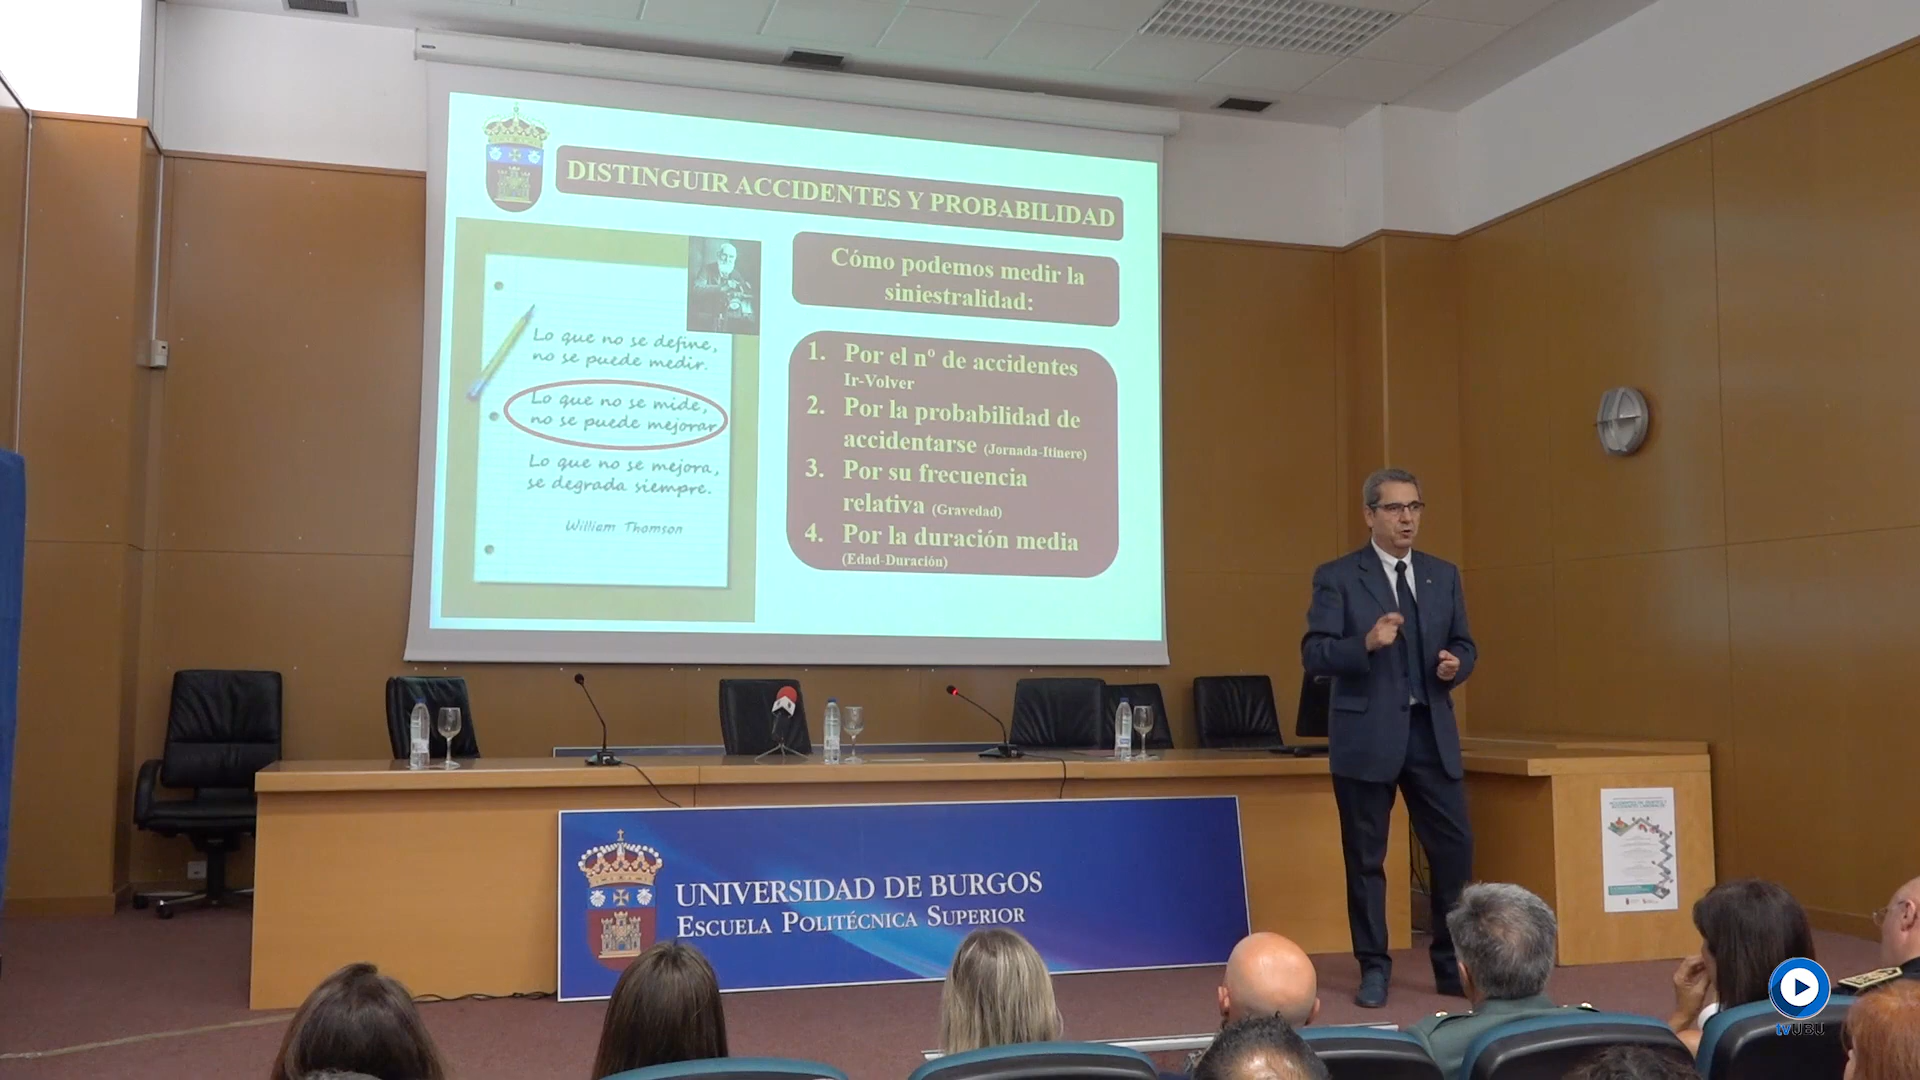 DISTINGUIR ACCIDENTES Y PROBABILIDAD
Lo que no se define,
no se puede medir.
Lo que no se mide,
no se puede mejorar
Lo que no se mejora,
se degrada siempre.
William Thomson
Cómo podemos medir la
siniestralidad:
1. Por el nº de accidentes
Ir-Volver
2. Por la probabilidad de
accidentarse (Jornada-Itinere)
3. Por su frecuencia
relativa (Gravedad)
4. Por la duración media
(Edad-Duración)
UNIVERSIDAD DE BURGOS
ESCUELA POLITÉCNICA SUPERIOR
tvUBU